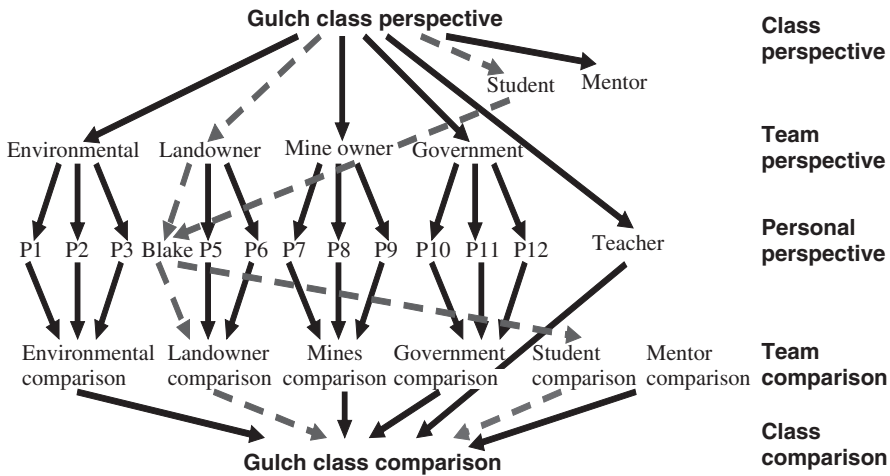 Gulch class perspective
Class
perspective
Student
Mentor
Environmental
Landowner
Mine owner
Government
Team
perspective
P1
P2
P3
Blake
P5
P6
P7
P8
P9
P10
P11
P12
Teacher
Personal
perspective
Environmental
comparison
Landowner
comparison
Mines
comparison
Government
comparison
Student
comparison
Mentor
comparison
Team
comparison
Gulch class comparison
Class
comparison